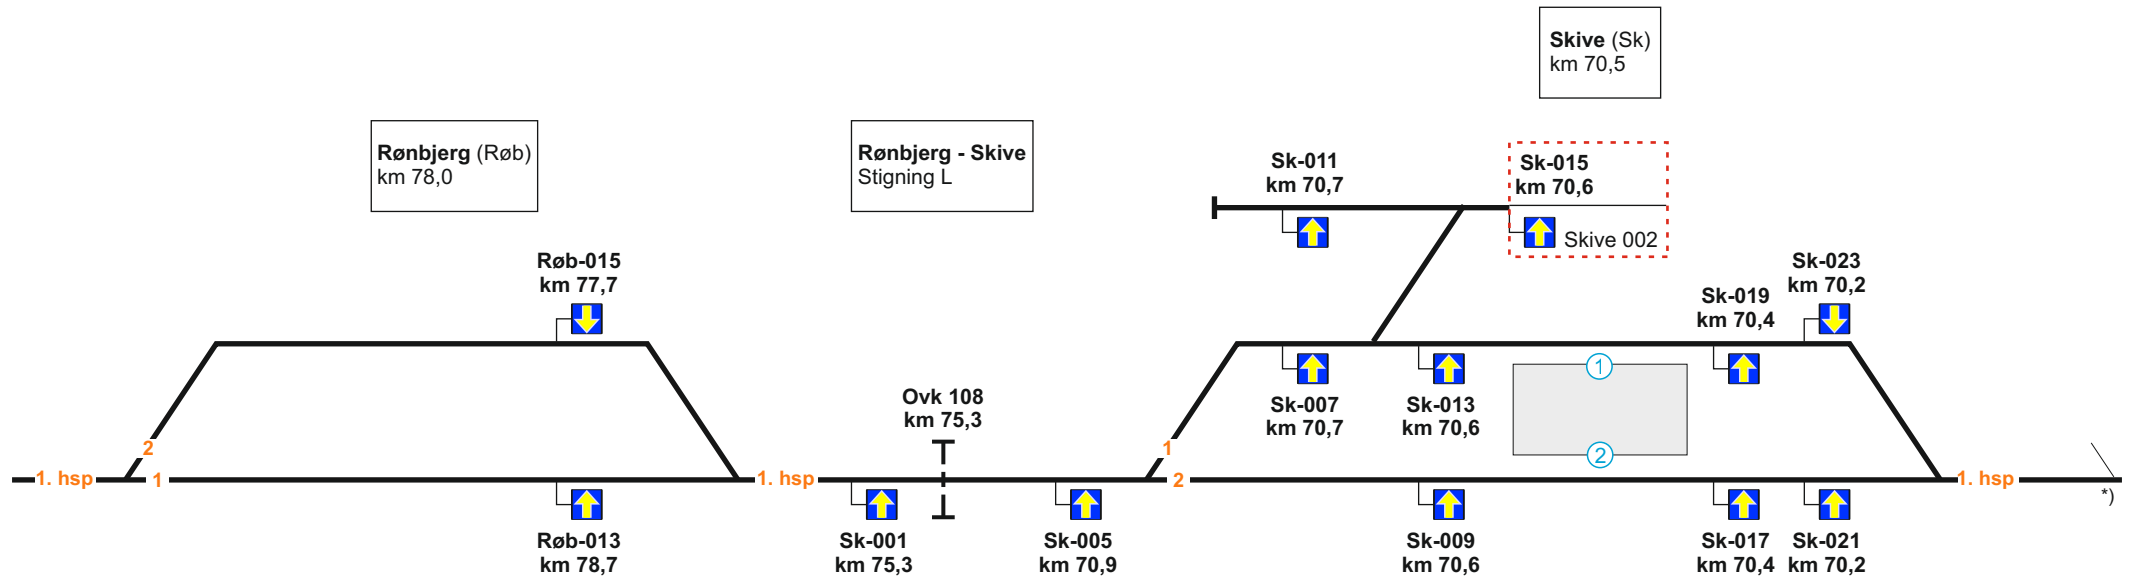 Skive (Sk)
km 70,5
Rønbjerg (Røb)
km 78,0
Rønbjerg - Skive
Stigning L
Sk-011
km 70,7
Sk-015
km 70,6
Skive 002
Røb-015
km 77,7
Sk-023
km 70,2
Sk-019
km 70,4
1
Ovk 108
km 75,3
Sk-007
km 70,7
Sk-013
km 70,6
2
1
2
1. hsp
1
1. hsp
2
1. hsp
*)
Røb-013
km 78,7
Sk-001
km 75,3
Sk-005
km 70,9
Sk-009
km 70,6
Sk-017
km 70,4
Sk-021
km 70,2